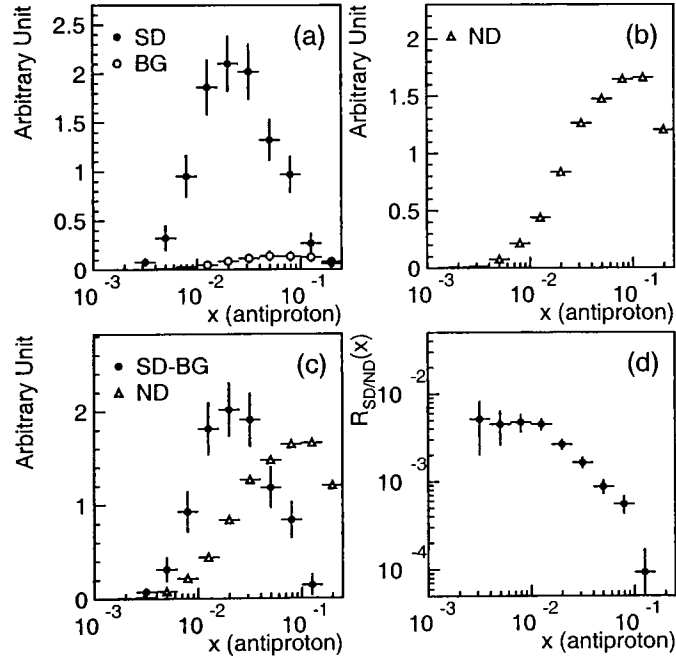 Arbitrary Unit
2.5
2
1.5
1
0.5
0
SD
BG
(a)
10⁻³ 10⁻² 10⁻¹
x (antiproton)
Arbitrary Unit
2
1.5
1
0.5
0
ND
(b)
10⁻³ 10⁻² 10⁻¹
x (antiproton)
Arbitrary Unit
2
1
0
SD-BG
ND
(c)
10⁻³ 10⁻² 10⁻¹
x (antiproton)
R_SD/ND(x)
10⁻²
10⁻³
10⁻⁴
(d)
10⁻³ 10⁻² 10⁻¹
x (antiproton)